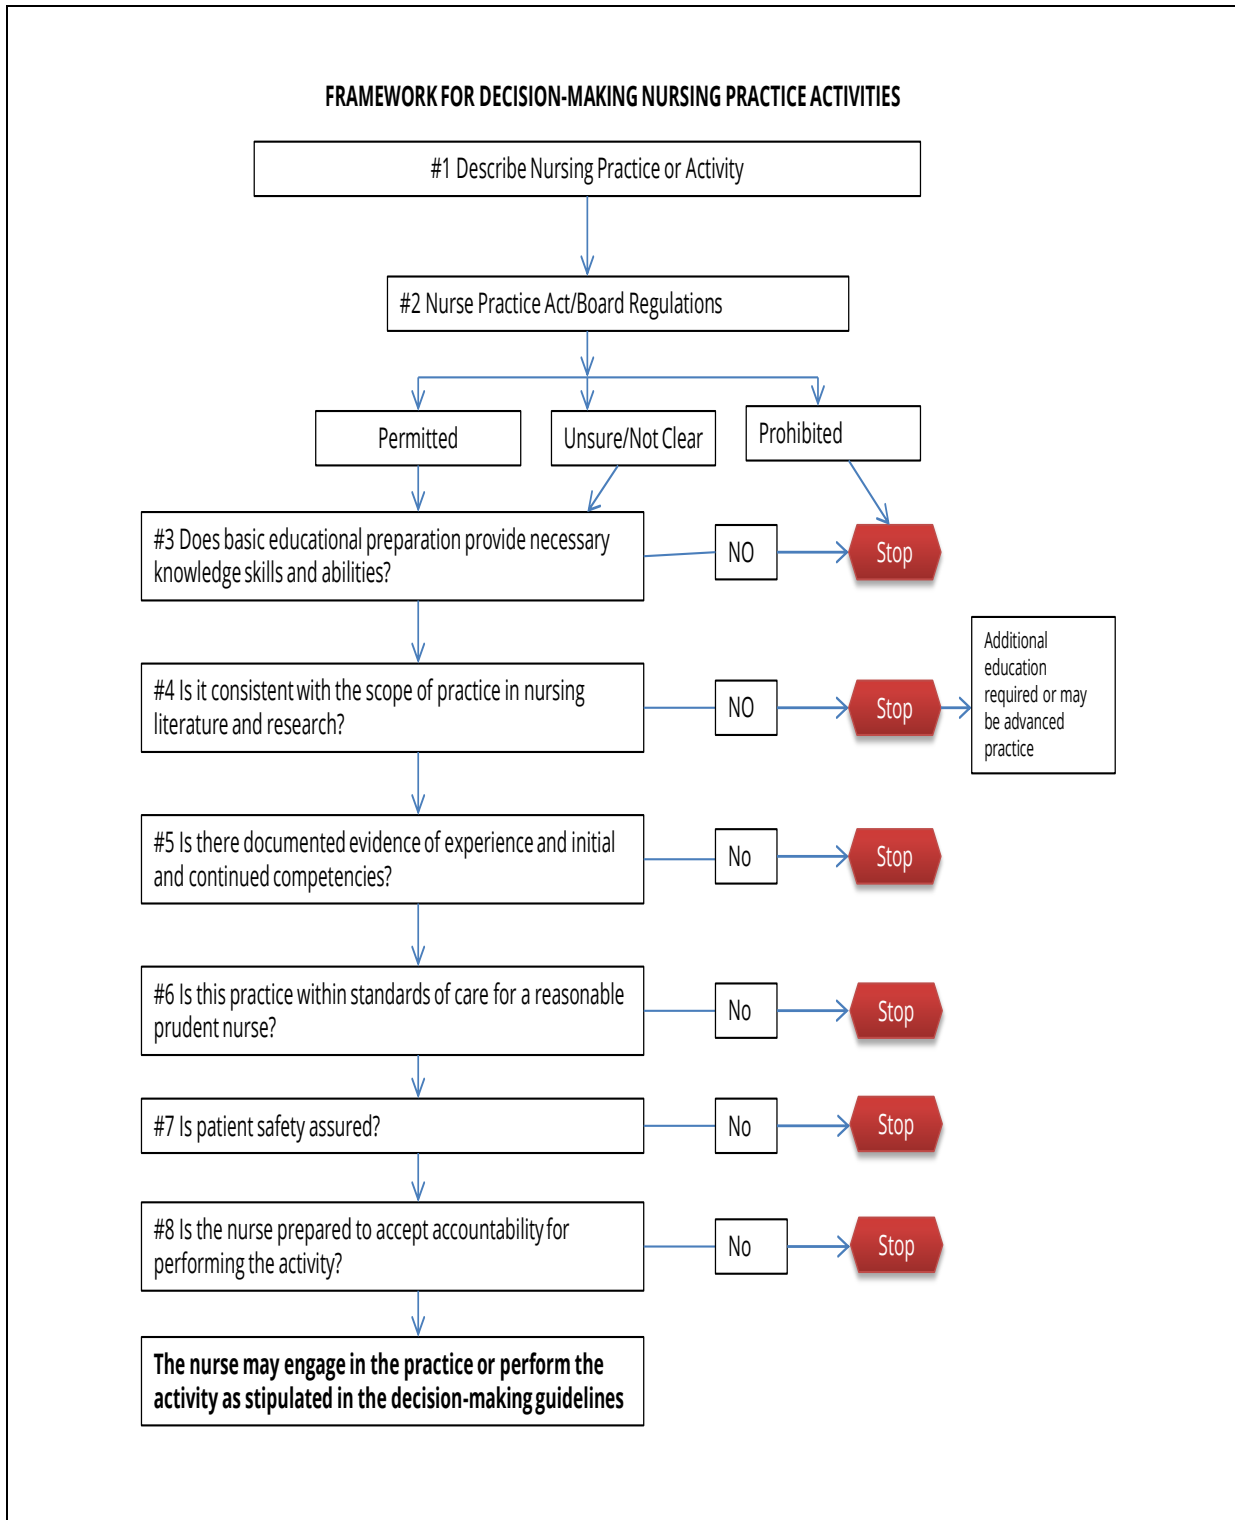 FRAMEWORK FOR DECISION-MAKING NURSING PRACTICE ACTIVITIES
#1 Describe Nursing Practice or Activity
#2 Nurse Practice Act/Board Regulations
Permitted
Unsure/Not Clear
Prohibited
#3 Does basic educational preparation provide necessary
knowledge skills and abilities?
NO
Stop
#4 Is it consistent with the scope of practice in nursing
literature and research?
NO
Stop
Additional
education
required or may
be advanced
practice
#5 Is there documented evidence of experience and initial
and continued competencies?
No
Stop
#6 Is this practice within standards of care for a reasonable
prudent nurse?
No
Stop
#7 Is patient safety assured?
No
Stop
#8 Is the nurse prepared to accept accountability for
performing the activity?
No
Stop
The nurse may engage in the practice or perform the
activity as stipulated in the decision-making guidelines